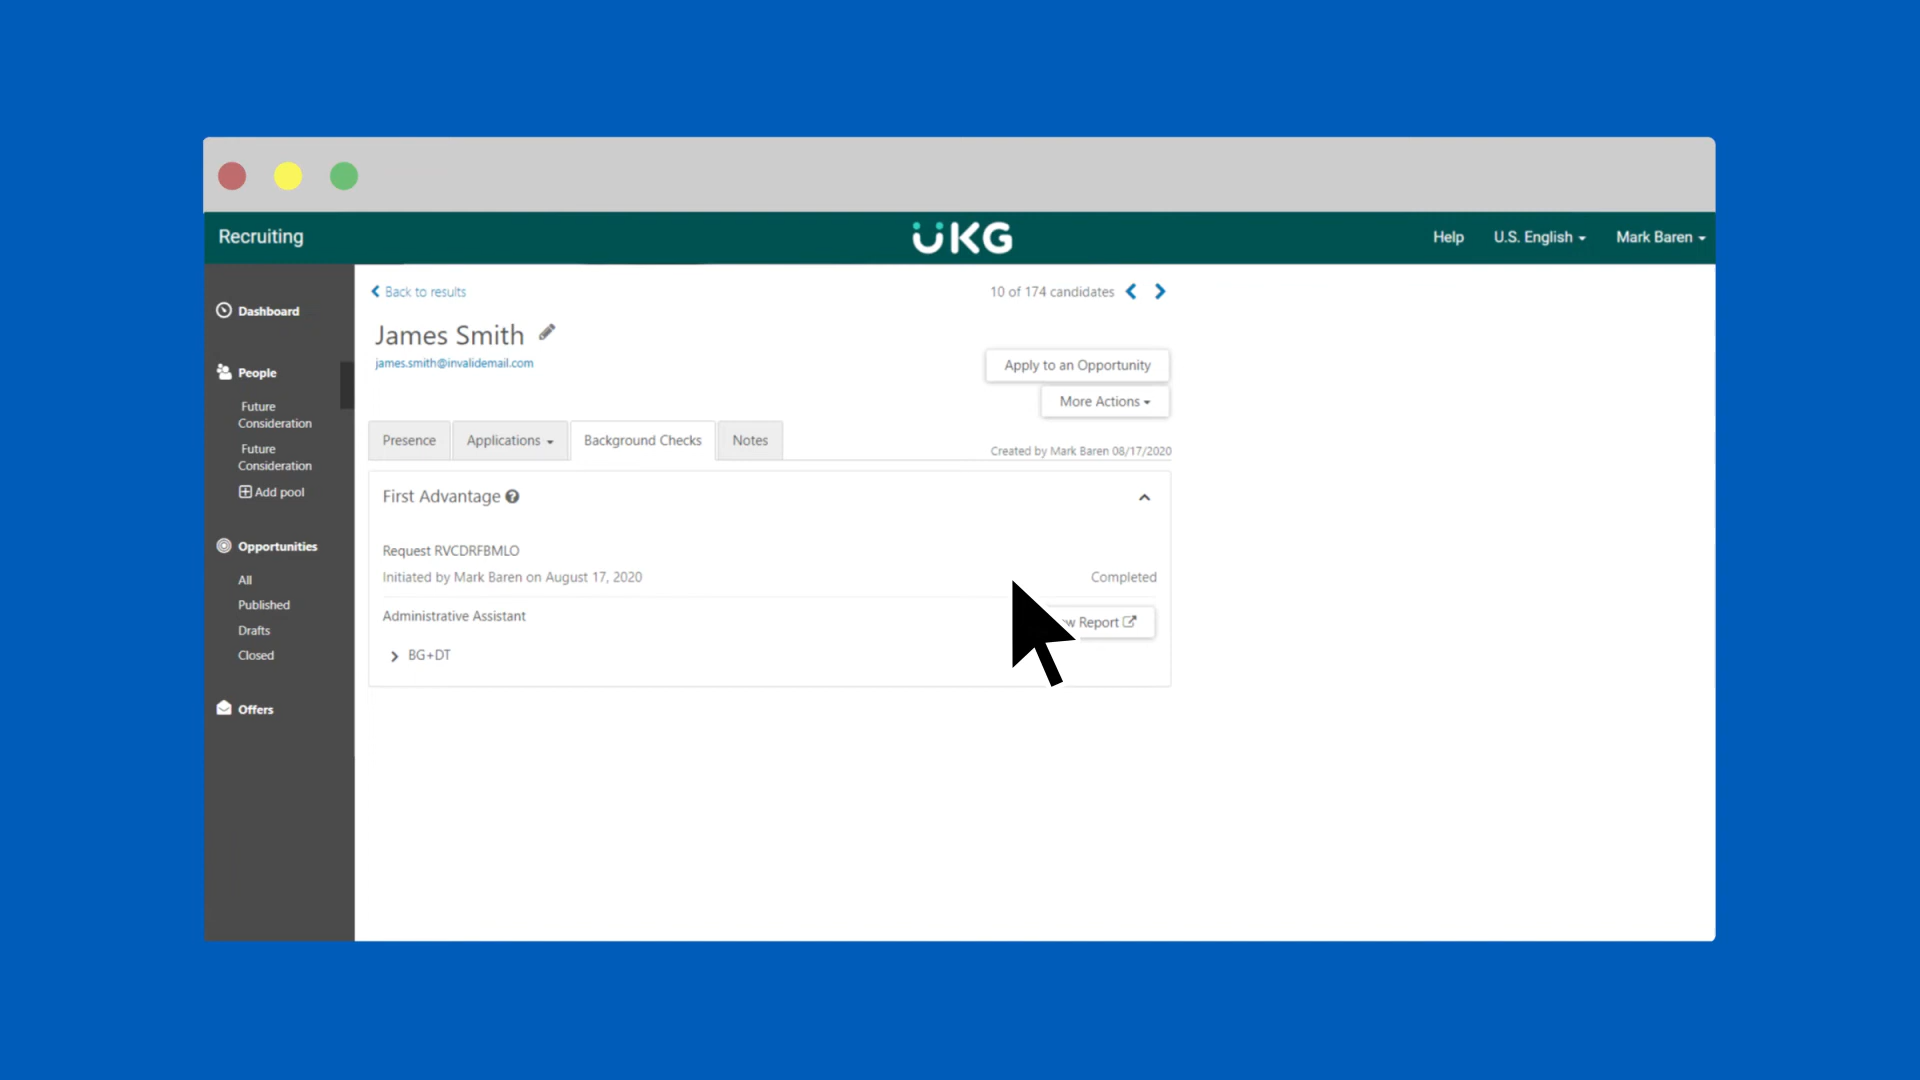 Recruiting
UKG
Help
U.S. English
Mark Baren
Dashboard
People
Future
Consideration
Future
Consideration
Add pool
Opportunities
All
Published
Drafts
Closed
Offers
Back to results
10 of 174 candidates
James Smith
james.smith@invalidemail.com
Apply to an Opportunity
More Actions
Presence
Applications
Background Checks
Notes
Created by Mark Baren 08/17/2020
First Advantage
Request RVCDRFBMLO
Initiated by Mark Baren on August 17, 2020
Completed
Administrative Assistant
Report
BG+DT